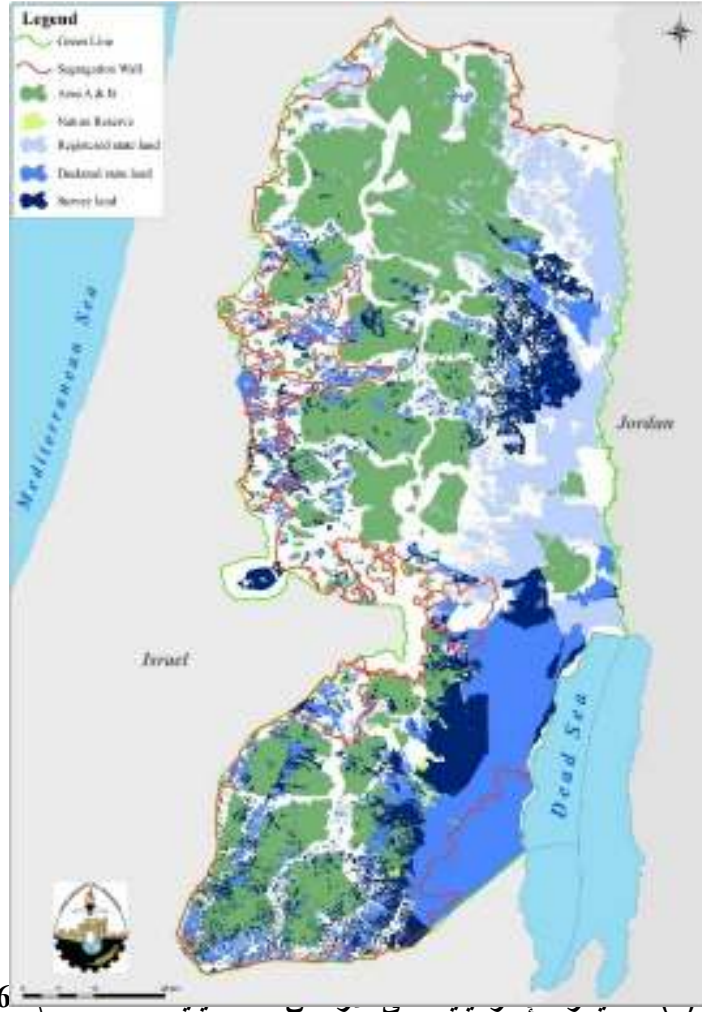 Legend
Green Line
Segregation Wall
Area A & B
Nature Reserve
Registered state land
Declared state land
Survey land
Mediterranean Sea
Jordan
Israel
Dead Sea
6